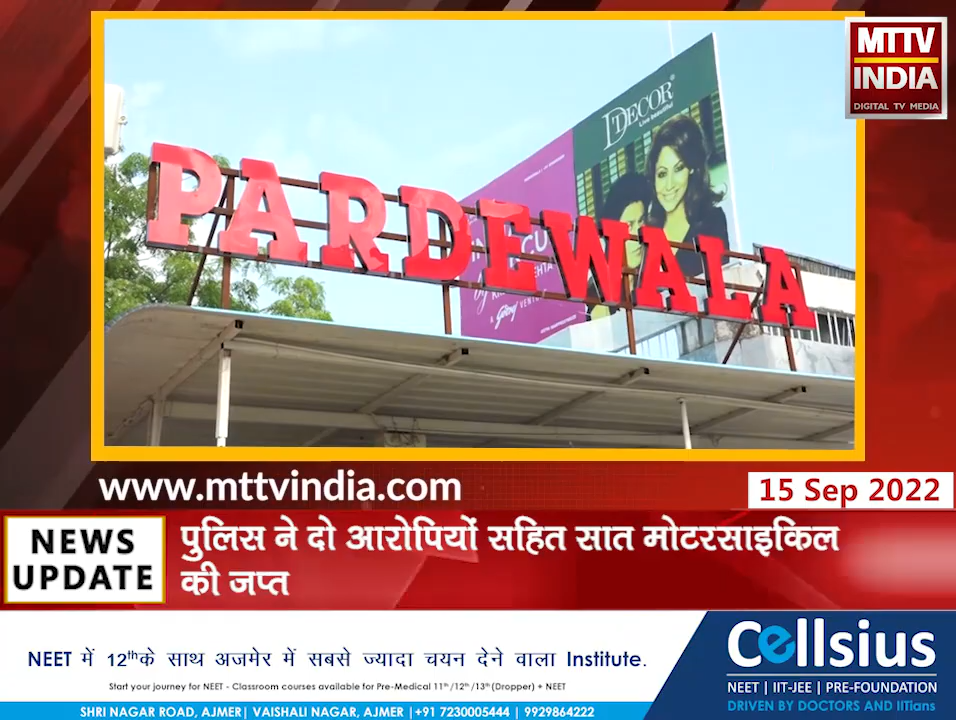 MTTV
INDIA
DIGITAL TV MEDIA
D'DECOR
Live beautiful
PARDEWALA
www.mttvindia.com
15 Sep 2022
NEWS
UPDATE
पुलिस ने दो आरोपियों सहित सात मोटरसाइकिल
की जप्त
NEET में 12thके साथ अजमेर में सबसे ज्यादा चयन देने वाला Institute.
Start your journey for NEET - Classroom courses available for Pre-Medical 11th /12th /13th (Dropper) + NEET
Cellsius
NEET | IIT-JEE | PRE-FOUNDATION
DRIVEN BY DOCTORS AND IITians
SHRI NAGAR ROAD, AJMER| VAISHALI NAGAR, AJMER |+91 7230005444 | 9929864222